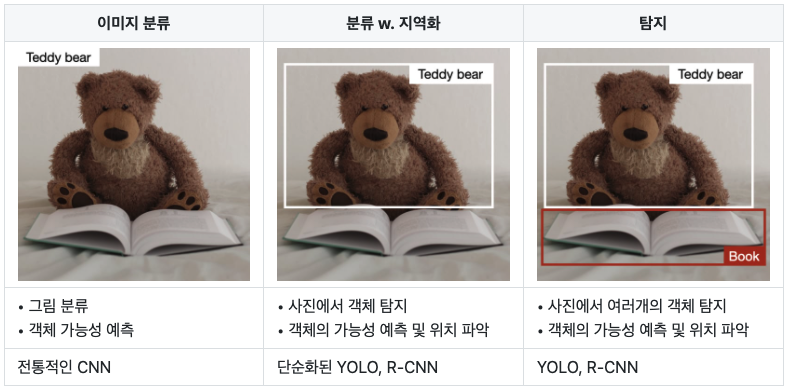 이미지 분류
분류 w. 지역화
탐지
Teddy bear
Teddy bear
Teddy bear
Book
• 그림 분류
• 객체 가능성 예측
• 사진에서 객체 탐지
• 객체의 가능성 예측 및 위치 파악
• 사진에서 여러개의 객체 탐지
• 객체의 가능성 예측 및 위치 파악
전통적인 CNN
단순화된 YOLO, R-CNN
YOLO, R-CNN